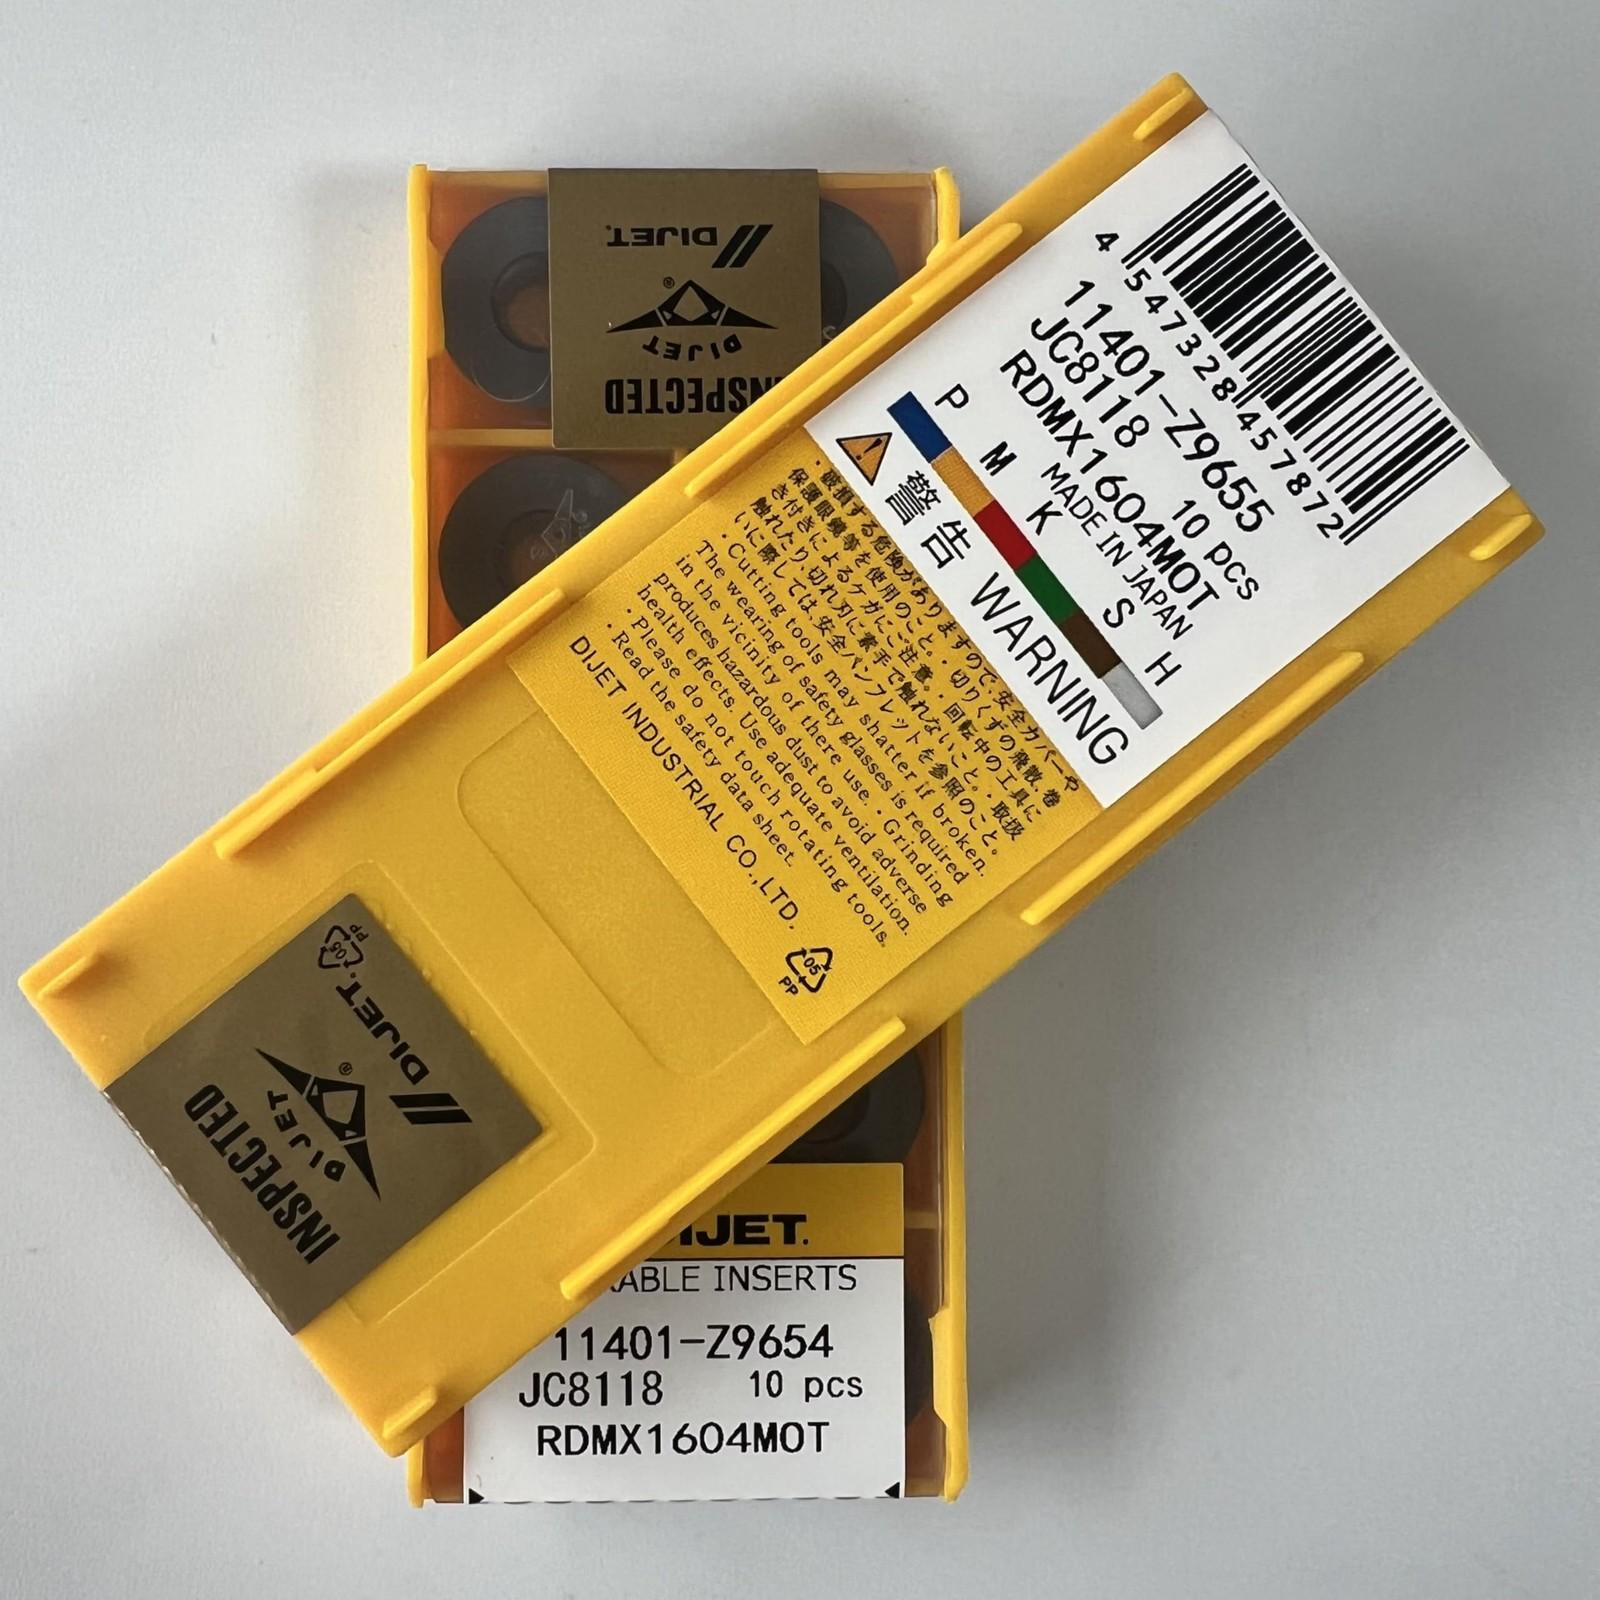 DIJET.
DIJET
®
INSPECTED
4 547328 457872
11401-Z9655
JC8118 10 pcs
RDMX1604MOT
MADE IN JAPAN
P M K S H
警告 WARNING
・破損する危険がありますので、安全カバーや
保護眼鏡等を使用のこと。・切りくずの飛散、巻
き付きによるケガにご注意。・回転中の工具に
触れたり切れ刃に素手で触れないこと。・取扱
いに際しては安全パンフレットを参照のこと。
・Cutting tools may shatter if broken.
The wearing of safety glasses is required
in the vicinity of there use. ・Grinding
produces hazardous dust to avoid adverse
health effects. Use adequate ventilation.
・Please do not touch rotating tools.
・Read the safety data sheet.
DIJET INDUSTRIAL CO.,LTD.
05
PP
05
PP
DIJET.
®
DIJET
INSPECTED
IJET.
INSERTS
11401-Z9654
JC8118 10 pcs
RDMX1604MOT